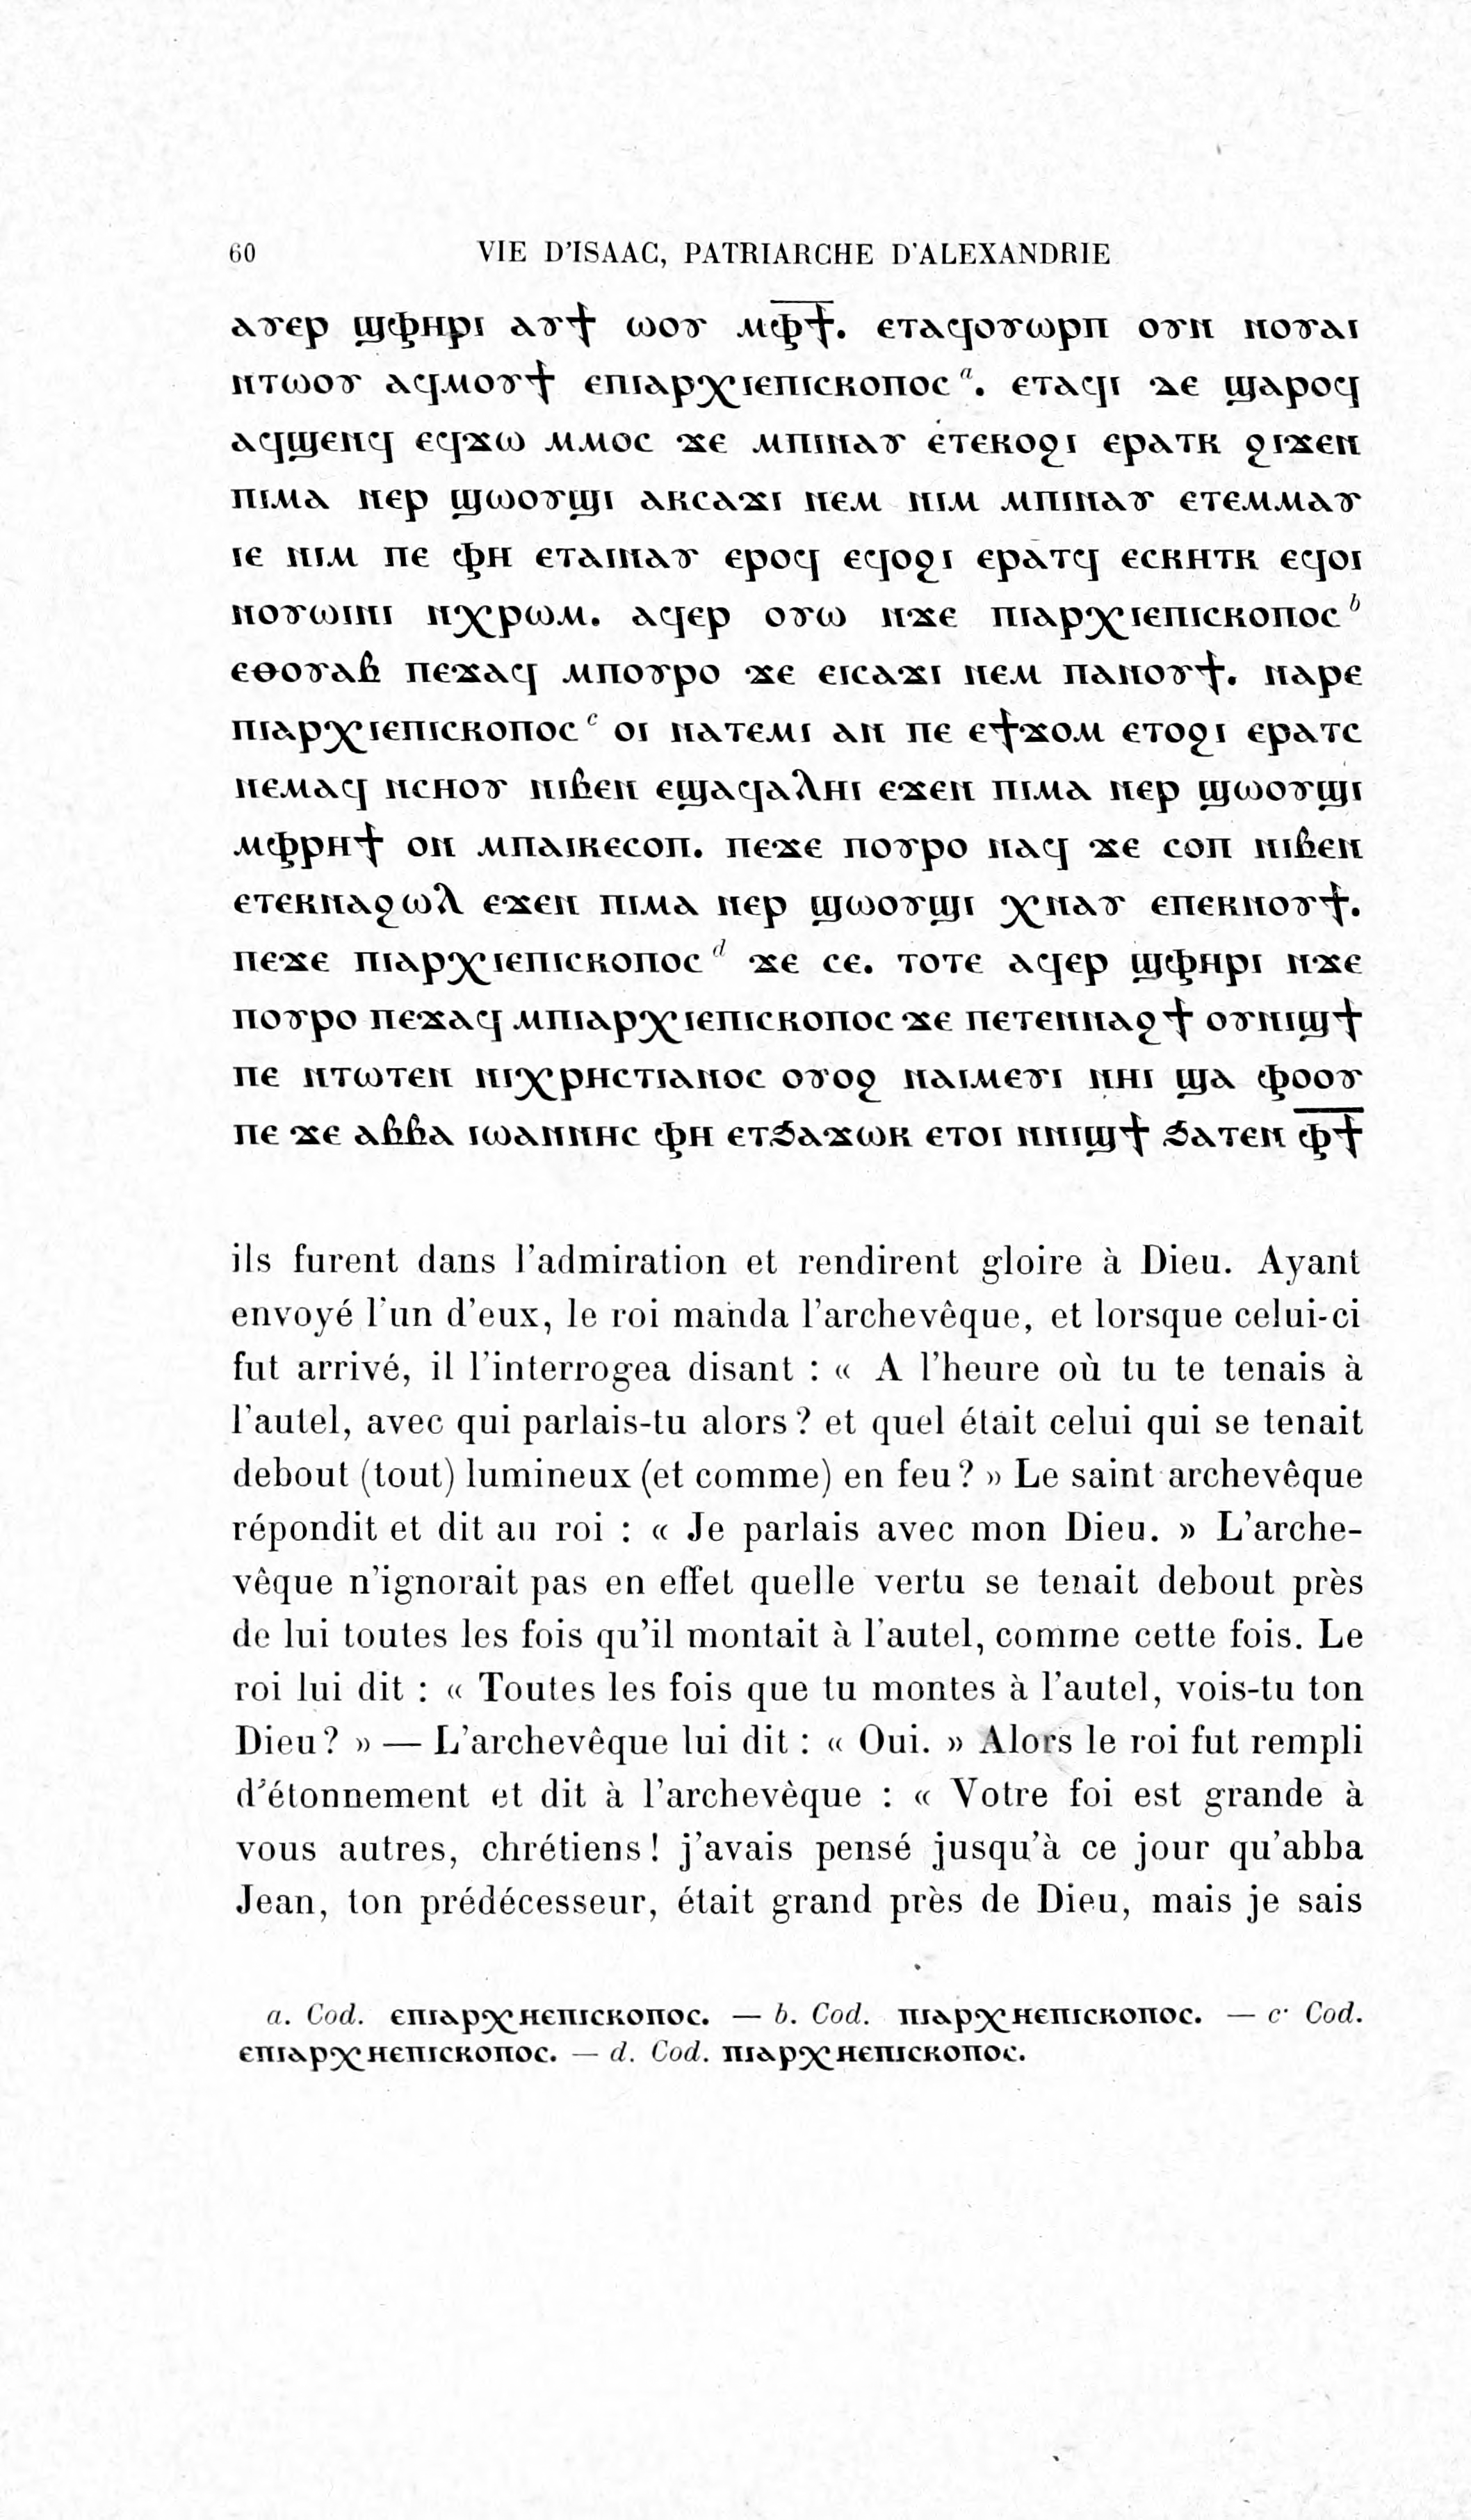 60 VIE D'ISAAC, PATRIARCHE D'ALEXANDRIE
ⲁⲩⲉⲣ ϣⲫⲏⲣⲓ ⲁⲩϯ ⲱⲟⲩ ⲙⲫ̅ϯ̅. ⲉⲧⲁϥⲟⲩⲱⲣⲡ ⲟⲩⲛ ⲛⲟⲩⲁⲓ
ⲛⲧⲱⲟⲩ ⲁϥⲙⲟⲩϯ ⲉⲡⲓⲁⲣⲭⲓⲉⲡⲓⲥⲕⲟⲡⲟⲥ a. ⲉⲧⲁϥⲓ ⲇⲉ ϣⲁⲣⲟϥ
ⲁϥϣⲉⲛϥ ⲉϥϫⲱ ⲙⲙⲟⲥ ϫⲉ ⲙⲡⲓⲛⲁⲩ ⲉⲧⲉⲕⲟϩⲓ ⲉⲣⲁⲧⲕ ϩⲓϫⲉⲛ
ⲡⲓⲙⲁ ⲛⲉⲣ ϣⲱⲟⲩϣⲓ ⲁⲕⲥⲁϫⲓ ⲛⲉⲙ ⲛⲓⲙ ⲙⲡⲓⲛⲁⲩ ⲉⲧⲉⲙⲙⲁⲩ
ⲓⲉ ⲛⲓⲙ ⲡⲉ ⲫⲏ ⲉⲧⲁⲓⲛⲁⲩ ⲉⲣⲟϥ ⲉϥⲟϩⲓ ⲉⲣⲁⲧϥ ⲉⲥⲕⲏⲧⲕ ⲉϥⲟⲓ
ⲛⲟⲩⲱⲓⲛⲓ ⲛⲭⲣⲱⲙ. ⲁϥⲉⲣ ⲟⲩⲱ ⲛϫⲉ ⲡⲓⲁⲣⲭⲓⲉⲡⲓⲥⲕⲟⲡⲟⲥ b
ⲉⲑⲟⲩⲁⲃ ⲡⲉϫⲁϥ ⲙⲡⲟⲩⲣⲟ ϫⲉ ⲉⲓⲥⲁϫⲓ ⲛⲉⲙ ⲡⲁⲛⲟⲩϯ. ⲛⲁⲣⲉ
ⲡⲓⲁⲣⲭⲓⲉⲡⲓⲥⲕⲟⲡⲟⲥ c ⲟⲓ ⲛⲁⲧⲉⲙⲓ ⲁⲛ ⲡⲉ ⲉϯϫⲟⲙ ⲉⲧⲟϩⲓ ⲉⲣⲁⲧⲥ
ⲛⲉⲙⲁϥ ⲛⲥⲏⲟⲩ ⲛⲓⲃⲉⲛ ⲉϣⲁϥⲁⲗⲏⲓ ⲉϫⲉⲛ ⲡⲓⲙⲁ ⲛⲉⲣ ϣⲱⲟⲩϣⲓ
ⲙⲫⲣⲏϯ ⲟⲛ ⲙⲡⲁⲓⲕⲉⲥⲟⲡ. ⲡⲉϫⲉ ⲡⲟⲩⲣⲟ ⲛⲁϥ ϫⲉ ⲥⲟⲡ ⲛⲓⲃⲉⲛ
ⲉⲧⲉⲕⲛⲁϩⲱⲗ ⲉϫⲉⲛ ⲡⲓⲙⲁ ⲛⲉⲣ ϣⲱⲟⲩϣⲓ ⲭⲛⲁⲩ ⲉⲡⲉⲕⲛⲟⲩϯ.
ⲡⲉϫⲉ ⲡⲓⲁⲣⲭⲓⲉⲡⲓⲥⲕⲟⲡⲟⲥ d ϫⲉ ⲥⲉ. ⲧⲟⲧⲉ ⲁϥⲉⲣ ϣⲫⲏⲣⲓ ⲛϫⲉ
ⲡⲟⲩⲣⲟ ⲡⲉϫⲁϥ ⲙⲡⲓⲁⲣⲭⲓⲉⲡⲓⲥⲕⲟⲡⲟⲥ ϫⲉ ⲡⲉⲧⲉⲛⲛⲁϩϯ ⲟⲩⲛⲓϣϯ
ⲡⲉ ⲛⲧⲱⲧⲉⲛ ⲛⲓⲭⲣⲏⲥⲧⲓⲁⲛⲟⲥ ⲟⲩⲟϩ ⲛⲁⲓⲙⲉⲩⲓ ⲛⲏⲓ ϣⲁ ⲫⲟⲟⲩ
ⲡⲉ ϫⲉ ⲁⲃⲃⲁ ⲓⲱⲁⲛⲛⲏⲥ ⲫⲏ ⲉⲧϧⲁϫⲱⲕ ⲉⲧⲟⲓ ⲛⲛⲓϣϯ ϧⲁⲧⲉⲛ ⲫ̅ϯ̅
ils furent dans l'admiration et rendirent gloire à Dieu. Ayant
envoyé l'un d'eux, le roi manda l'archevêque, et lorsque celui-ci
fut arrivé, il l'interrogea disant : « A l'heure où tu te tenais à
l'autel, avec qui parlais-tu alors ? et quel était celui qui se tenait
debout (tout) lumineux (et comme) en feu ? » Le saint archevêque
répondit et dit au roi : « Je parlais avec mon Dieu. » L'arche-
vêque n'ignorait pas en effet quelle vertu se tenait debout près
de lui toutes les fois qu'il montait à l'autel, comme cette fois. Le
roi lui dit : « Toutes les fois que tu montes à l'autel, vois-tu ton
Dieu ? » — L'archevêque lui dit : « Oui. » Alors le roi fut rempli
d'étonnement et dit à l'archevêque : « Votre foi est grande à
vous autres, chrétiens ! j'avais pensé jusqu'à ce jour qu'abba
Jean, ton prédécesseur, était grand près de Dieu, mais je sais
a. Cod. ⲉⲡⲓⲁⲣⲭⲏⲉⲡⲓⲥⲕⲟⲡⲟⲥ. — b. Cod. ⲡⲓⲁⲣⲭⲏⲉⲡⲓⲥⲕⲟⲡⲟⲥ. — c. Cod.
ⲉⲡⲓⲁⲣⲭⲏⲉⲡⲓⲥⲕⲟⲡⲟⲥ. — d. Cod. ⲡⲓⲁⲣⲭⲏⲉⲡⲓⲥⲕⲟⲡⲟⲥ.